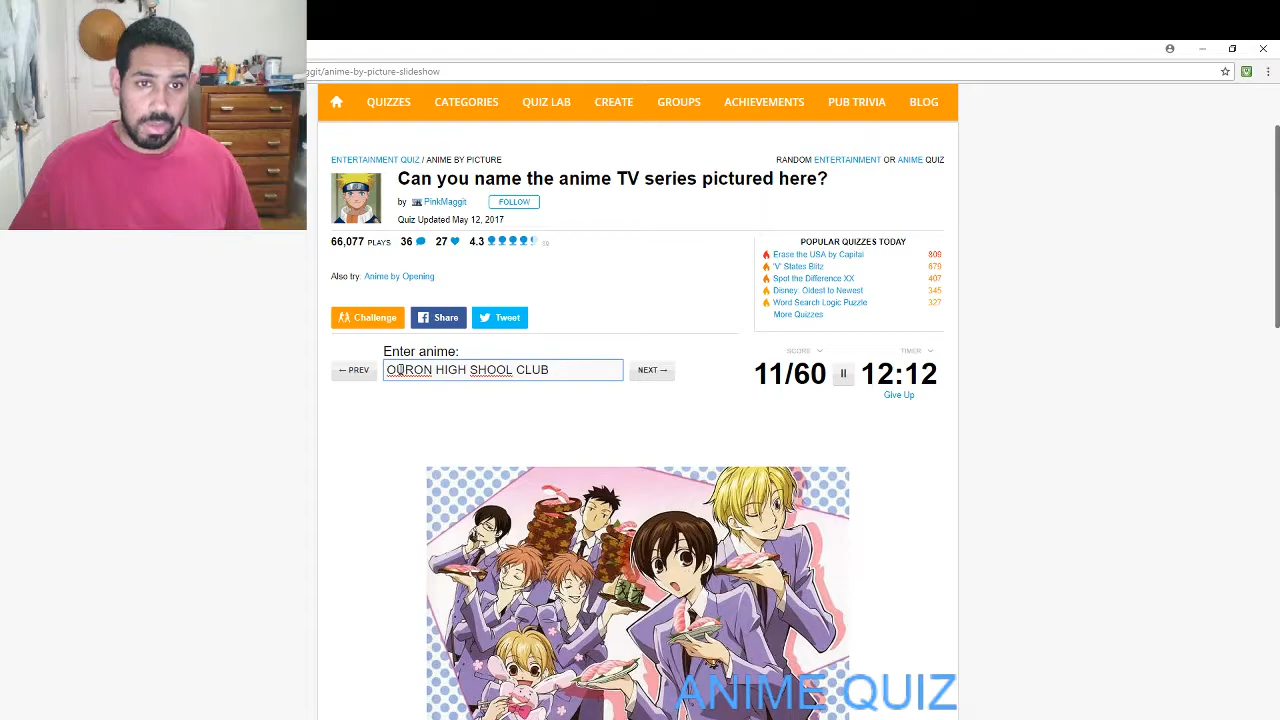 ggit/anime-by-picture-slideshow
QUIZZES CATEGORIES QUIZ LAB CREATE GROUPS ACHIEVEMENTS PUB TRIVIA BLOG
ENTERTAINMENT QUIZ / ANIME BY PICTURE
RANDOM ENTERTAINMENT OR ANIME QUIZ
Can you name the anime TV series pictured here?
by PinkMaggit FOLLOW
Quiz Updated May 12, 2017
66,077 PLAYS 36 27 4.3
POPULAR QUIZZES TODAY
Erase the USA by Capital 809
'V' States Blitz 679
Spot the Difference XX 407
Disney: Oldest to Newest 345
Word Search Logic Puzzle 327
More Quizzes
Also try: Anime by Opening
Challenge Share Tweet
Enter anime:
← PREV OURON HIGH SHOOL CLUB NEXT →
SCORE TIMER
11/60 12:12
Give Up
ANIME QUIZ